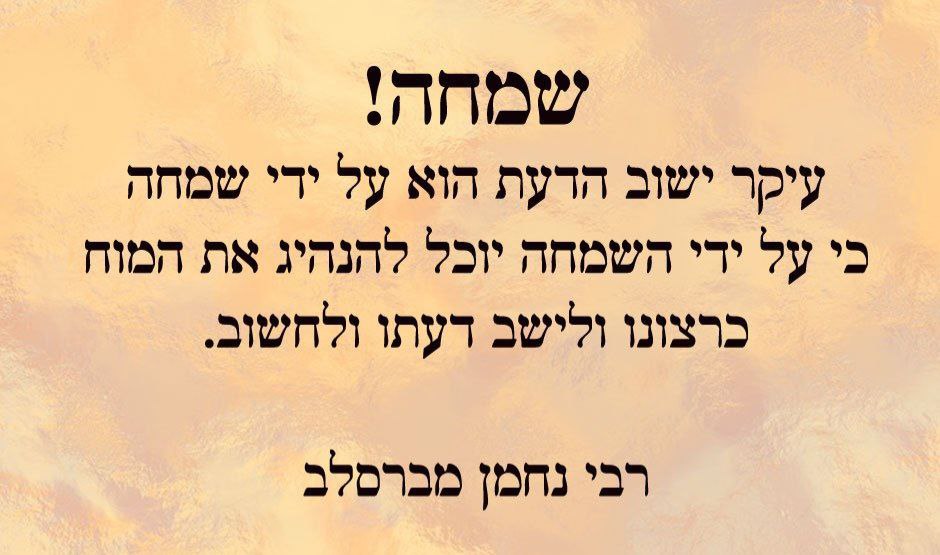 שמחה!
עיקר ישוב הדעת הוא על ידי שמחה
כי על ידי השמחה יוכל להנהיג את המוח
כרצונו ולישב דעתו ולחשוב.
רבי נחמן מברסלב